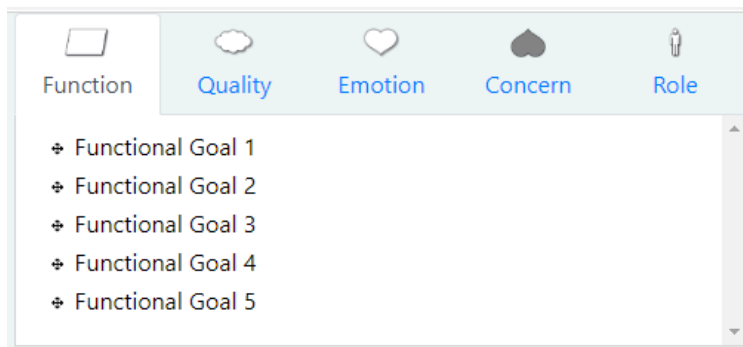 Function Quality Emotion Concern Role
Functional Goal 1
Functional Goal 2
Functional Goal 3
Functional Goal 4
Functional Goal 5